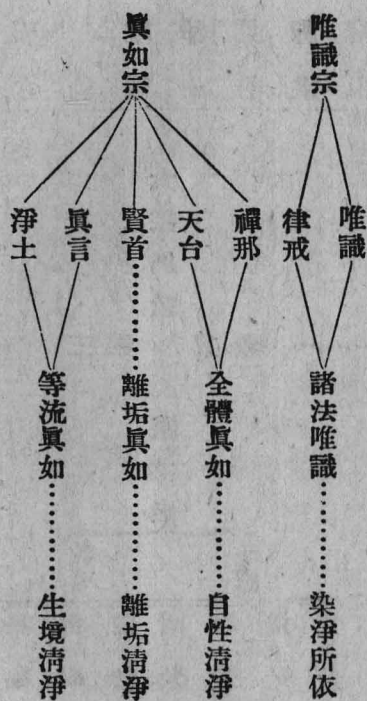 唯識宗
眞如宗
唯識
律戒
禪那
天台
賢首
眞言
淨土
諸法唯識
全體眞如
離垢眞如
等流眞如
染淨所依
自性清淨
離垢清淨
生境清淨